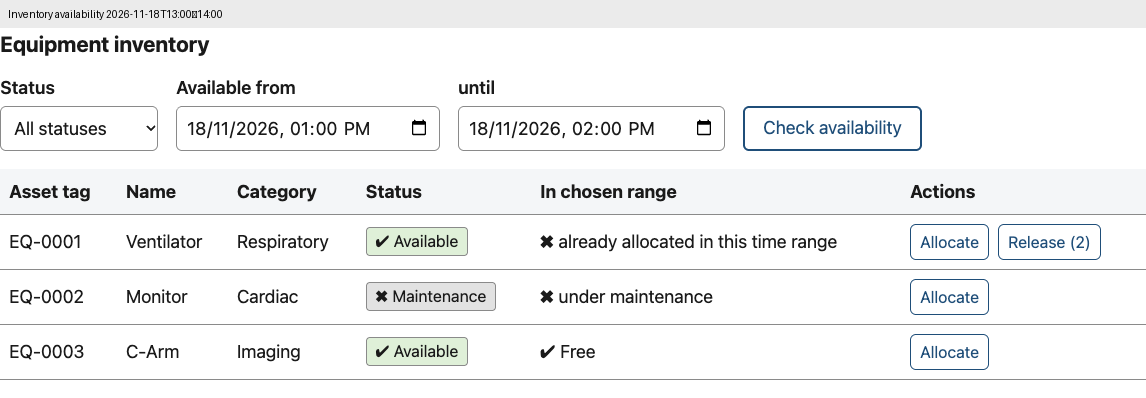 Inventory availability 2026-11-18T13:00▯14:00
Equipment inventory
Status Available from until
All statuses 18/11/2026, 01:00 PM 18/11/2026, 02:00 PM Check availability
Asset tag Name Category Status In chosen range Actions
EQ-0001 Ventilator Respiratory ✔ Available ✖ already allocated in this time range Allocate Release (2)
EQ-0002 Monitor Cardiac ✖ Maintenance ✖ under maintenance Allocate
EQ-0003 C-Arm Imaging ✔ Available ✔ Free Allocate